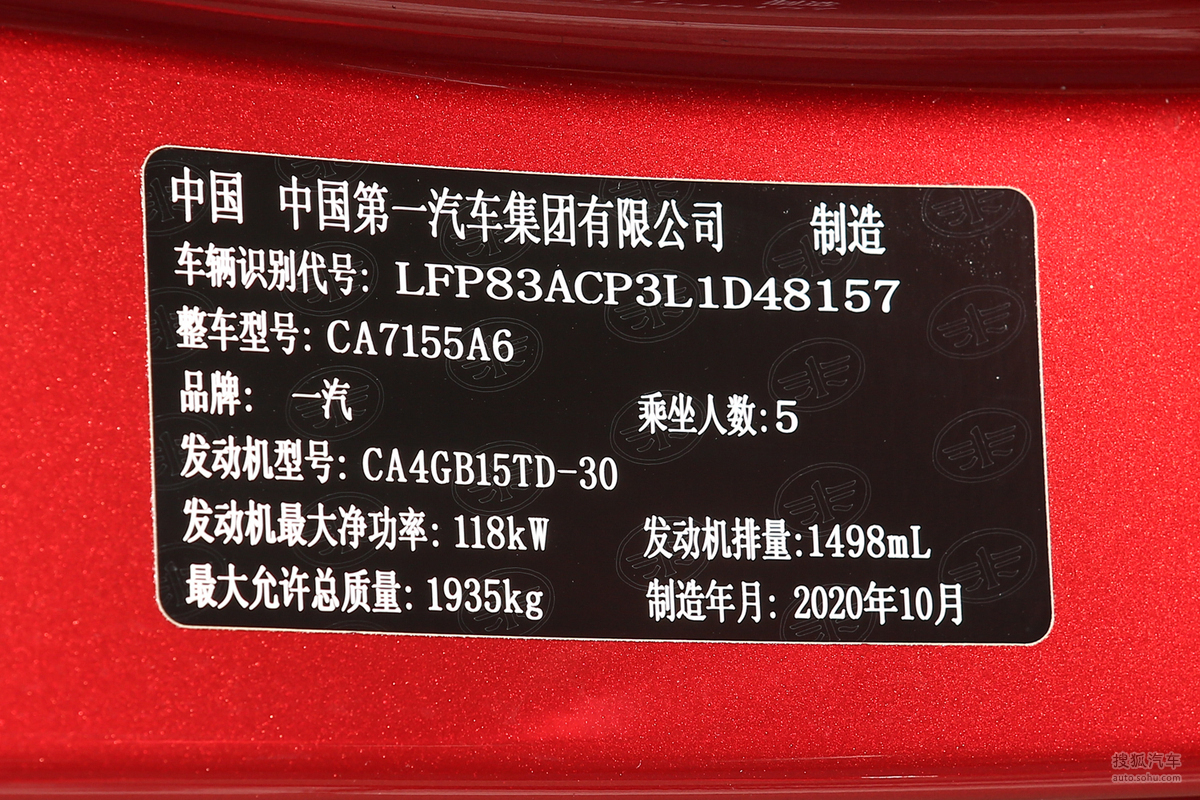 中国 中国第一汽车集团有限公司 制造
车辆识别代号: LFP83ACP3L1D48157
整车型号: CA7155A6
品牌: 一汽 乘坐人数:5
发动机型号: CA4GB15TD-30
发动机最大净功率: 118kW 发动机排量:1498mL
最大允许总质量: 1935kg 制造年月: 2020年10月
搜狐汽车
auto.sohu.com